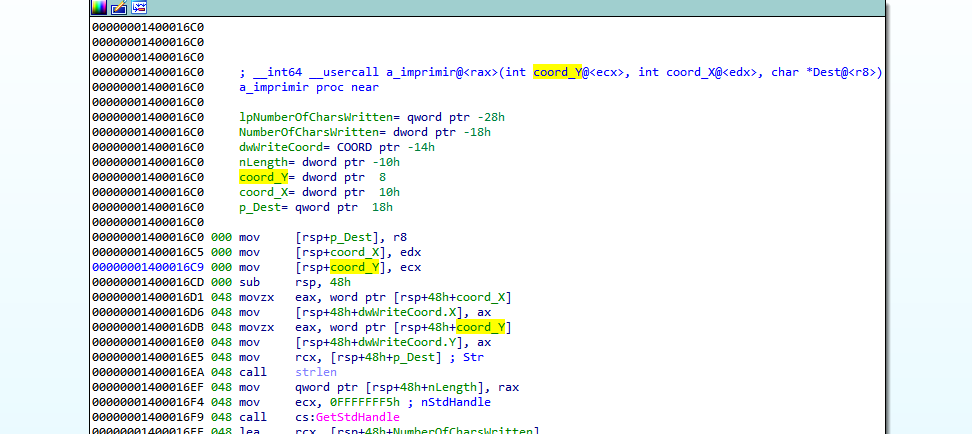 00000001400016C0
00000001400016C0
00000001400016C0
00000001400016C0 ; __int64 __usercall a_imprimir@<rax>(int coord_Y@<ecx>, int coord_X@<edx>, char *Dest@<r8>)
00000001400016C0 a_imprimir proc near
00000001400016C0
00000001400016C0 lpNumberOfCharsWritten= qword ptr -28h
00000001400016C0 NumberOfCharsWritten= dword ptr -18h
00000001400016C0 dwWriteCoord= COORD ptr -14h
00000001400016C0 nLength= dword ptr -10h
00000001400016C0 coord_Y= dword ptr  8
00000001400016C0 coord_X= dword ptr  10h
00000001400016C0 p_Dest= qword ptr  18h
00000001400016C0
00000001400016C0 000 mov     [rsp+p_Dest], r8
00000001400016C5 000 mov     [rsp+coord_X], edx
00000001400016C9 000 mov     [rsp+coord_Y], ecx
00000001400016CD 000 sub     rsp, 48h
00000001400016D1 048 movzx   eax, word ptr [rsp+48h+coord_X]
00000001400016D6 048 mov     [rsp+48h+dwWriteCoord.X], ax
00000001400016DB 048 movzx   eax, word ptr [rsp+48h+coord_Y]
00000001400016E0 048 mov     [rsp+48h+dwWriteCoord.Y], ax
00000001400016E5 048 mov     rcx, [rsp+48h+p_Dest] ; Str
00000001400016EA 048 call    strlen
00000001400016EF 048 mov     qword ptr [rsp+48h+nLength], rax
00000001400016F4 048 mov     ecx, 0FFFFFFF5h ; nStdHandle
00000001400016F9 048 call    cs:GetStdHandle
00000001400016FF 048 lea     rcx, [rsp+48h+NumberOfCharsWritten]